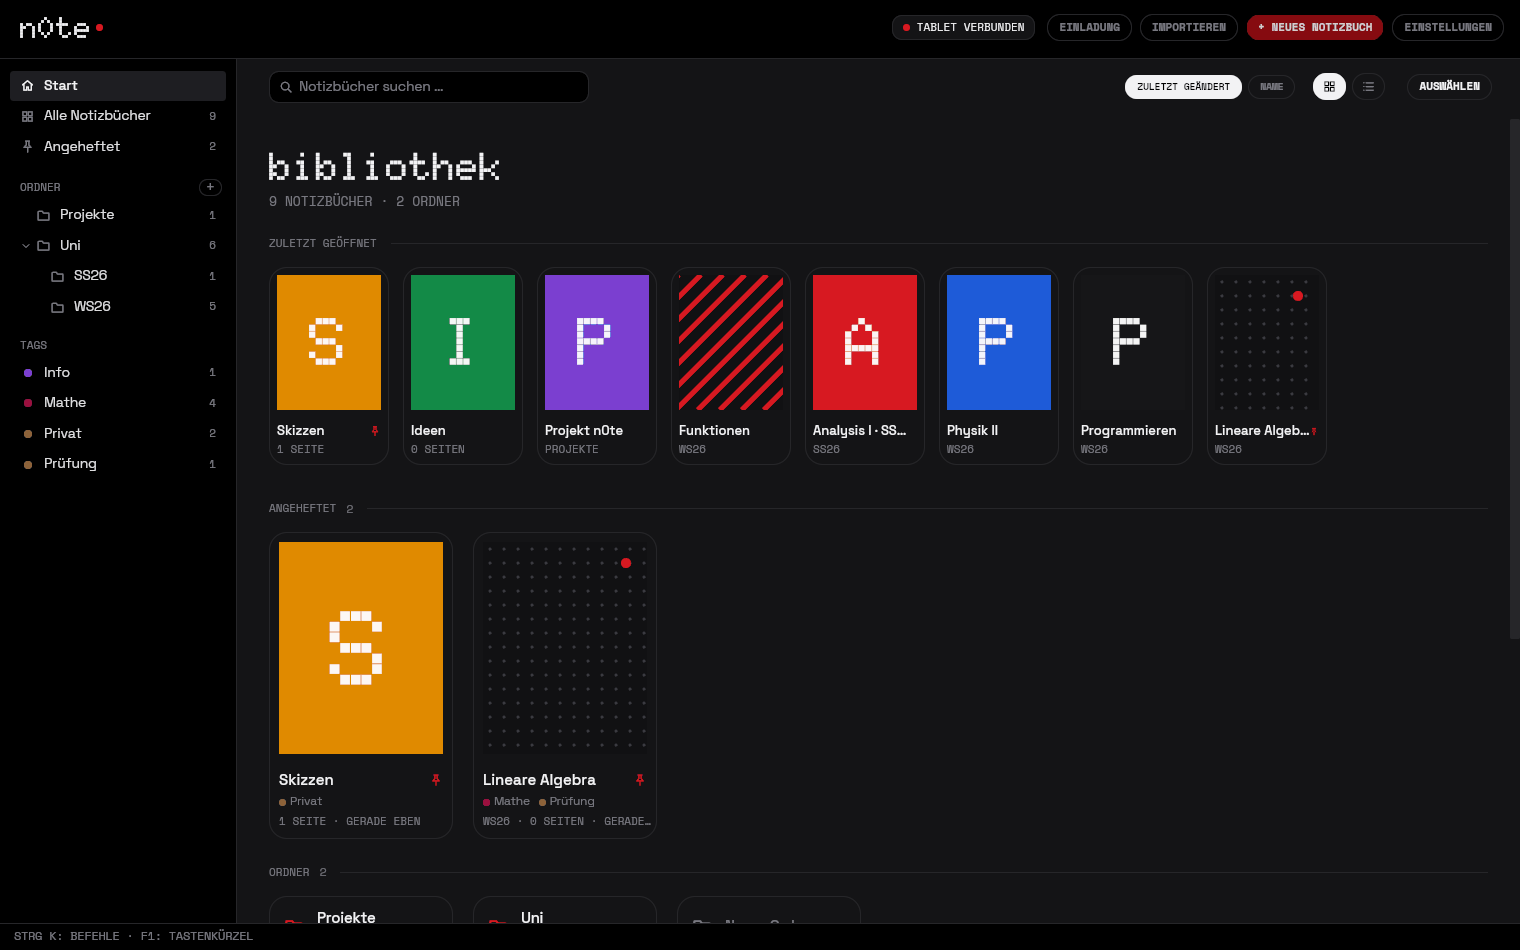 n0te
TABLET VERBUNDEN
EINLADUNG
IMPORTIEREN
+ NEUES NOTIZBUCH
EINSTELLUNGEN
Start
Alle Notizbücher 9
Angeheftet 2
ORDNER +
Projekte 1
Uni 6
SS26 1
WS26 5
TAGS
Info 1
Mathe 4
Privat 2
Prüfung 1
Notizbücher suchen …
ZULETZT GEÄNDERT
NAME
AUSWÄHLEN
bibliothek
9 NOTIZBÜCHER · 2 ORDNER
ZULETZT GEÖFFNET
S
Skizzen
1 SEITE
I
Ideen
0 SEITEN
P
Projekt n0te
PROJEKTE
Funktionen
WS26
A
Analysis I · SS…
SS26
P
Physik II
WS26
P
Programmieren
WS26
Lineare Algeb…
WS26
ANGEHEFTET 2
S
Skizzen
Privat
1 SEITE · GERADE EBEN
Lineare Algebra
Mathe Prüfung
WS26 · 0 SEITEN · GERADE…
ORDNER 2
Projekte
Uni
STRG K: BEFEHLE · F1: TASTENKÜRZEL